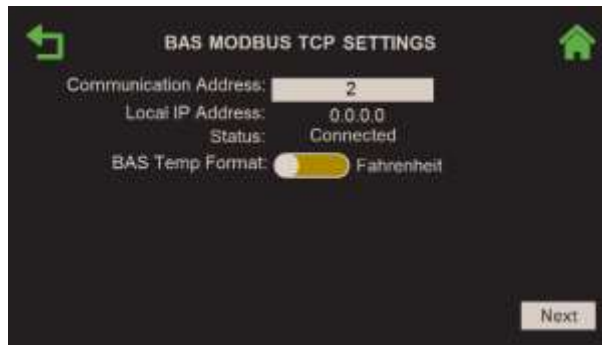 BAS MODBUS TCP SETTINGS
Communication Address: 2
Local IP Address: 0.0.0.0
Status: Connected
BAS Temp Format: Fahrenheit
Next